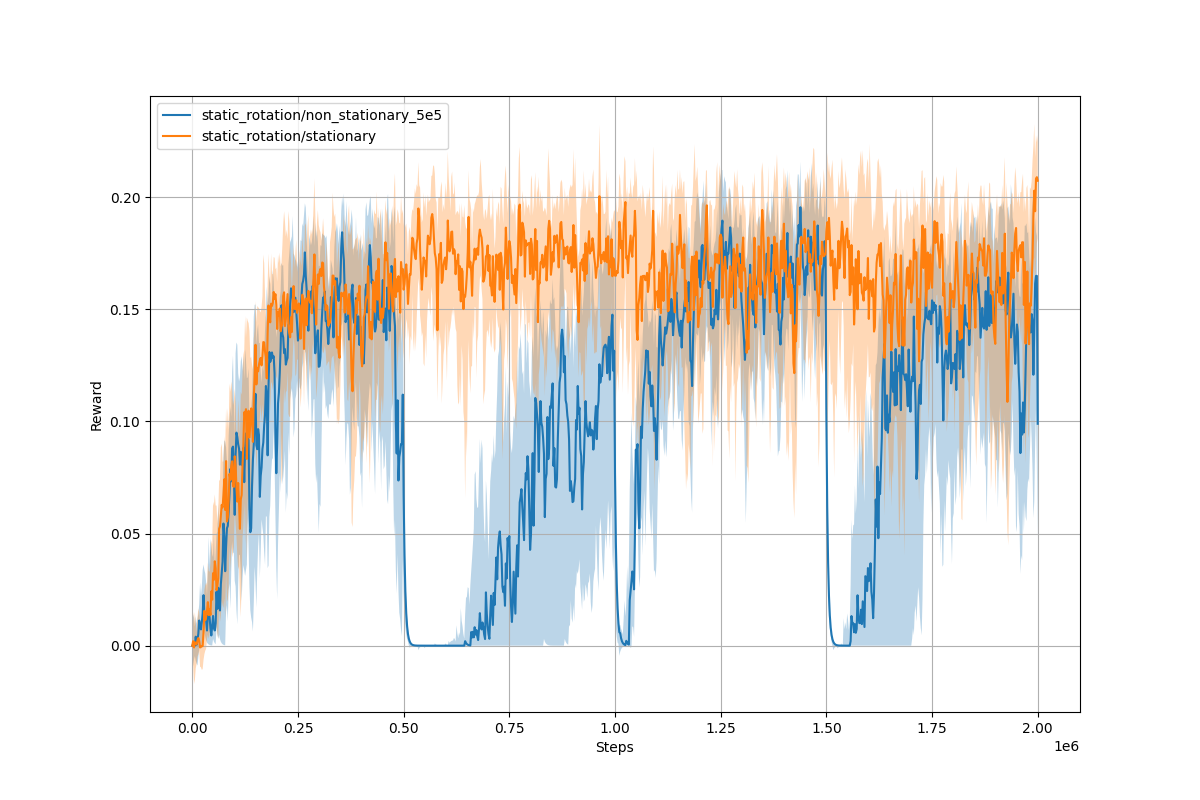 static_rotation/non_stationary_5e5
static_rotation/stationary
Reward
0.20
0.15
0.10
0.05
0.00
0.00 0.25 0.50 0.75 1.00 1.25 1.50 1.75 2.00
1e6
Steps